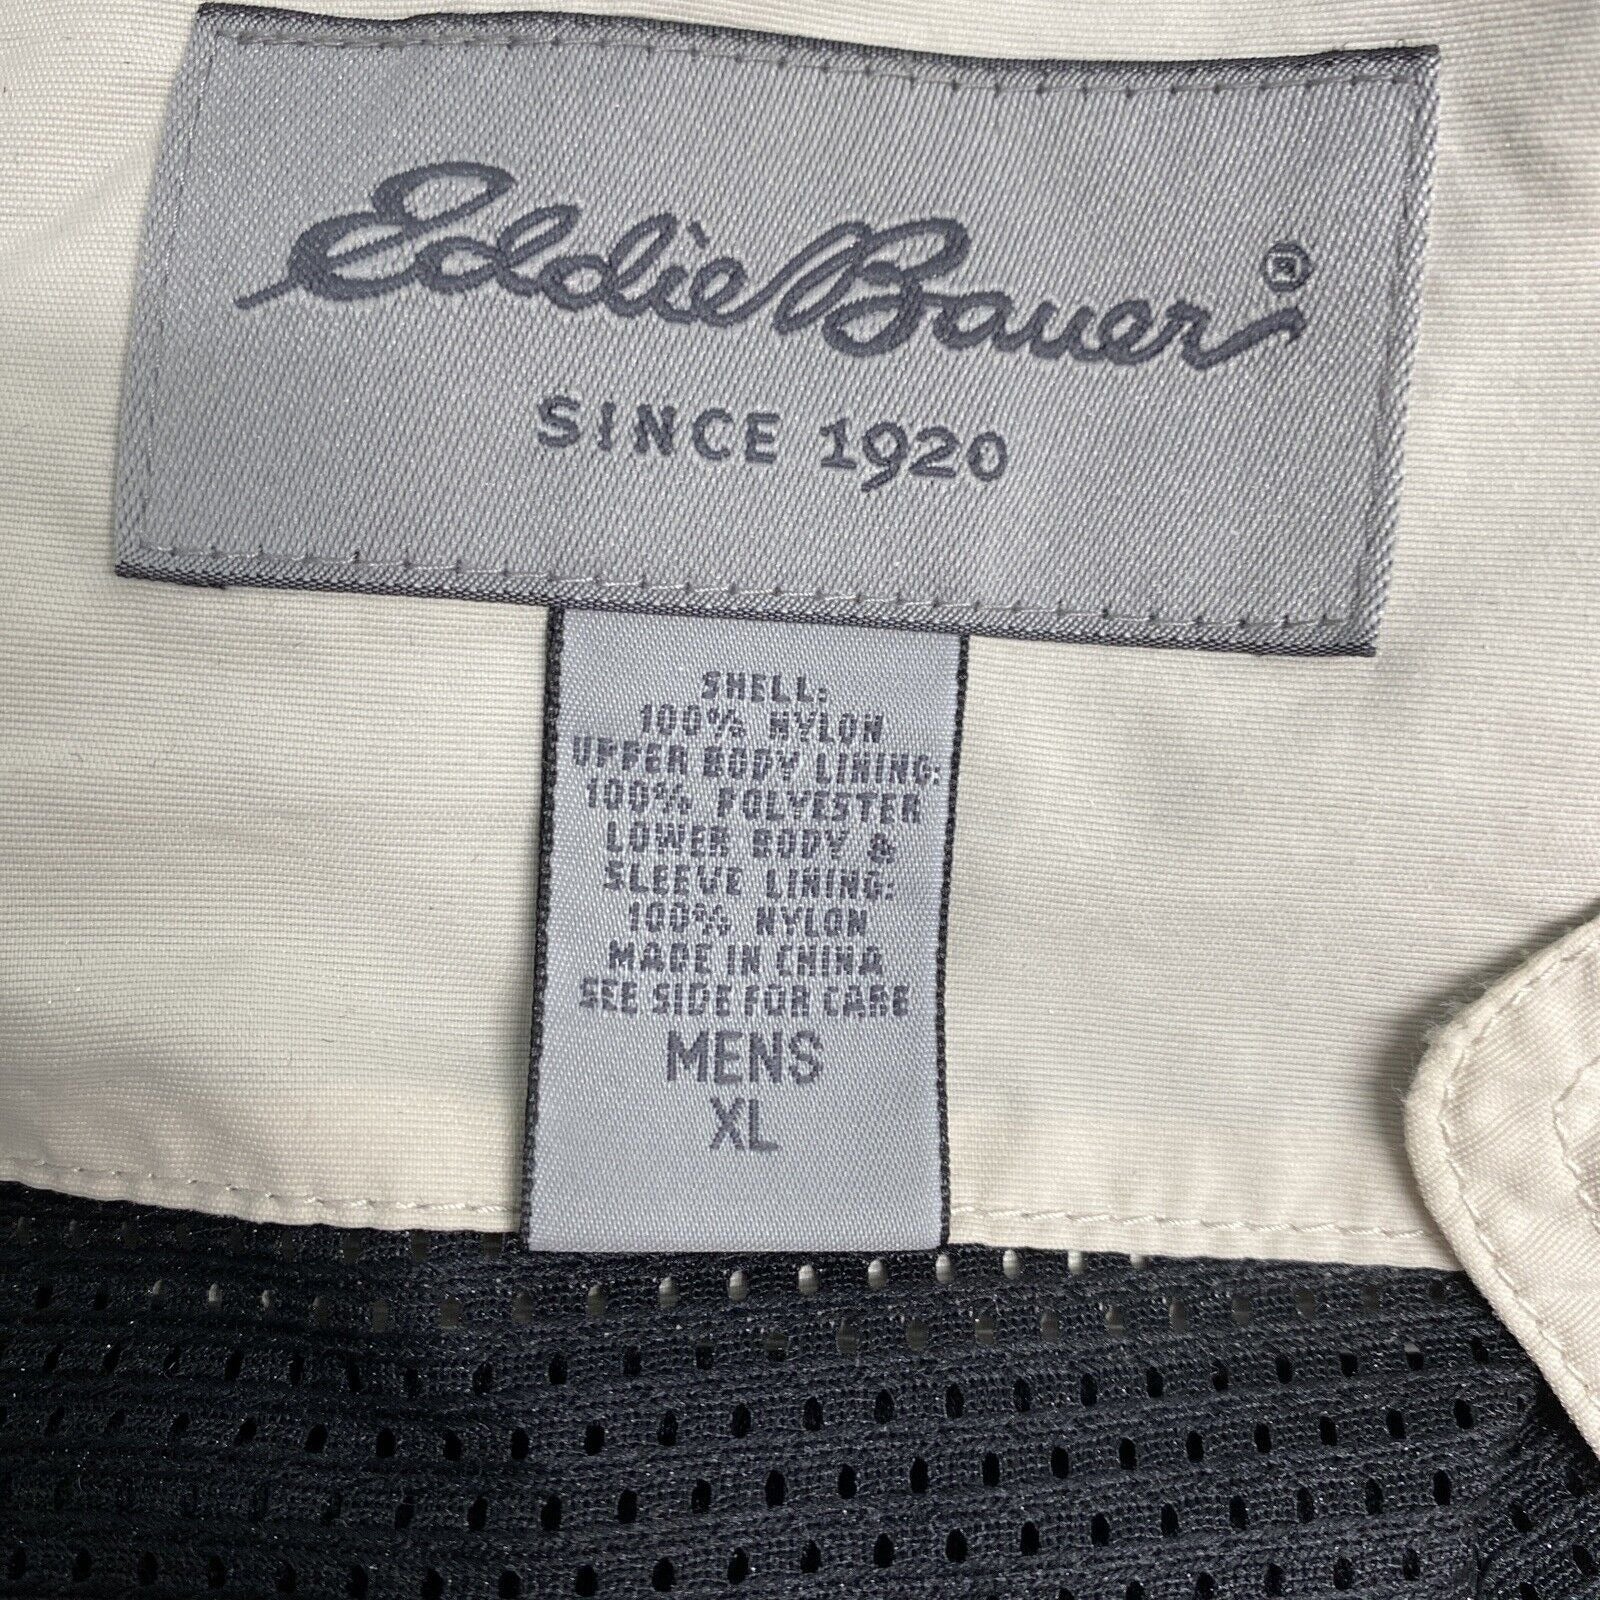 Eddie Bauer®
SINCE 1920
SHELL:
100% NYLON
UPPER BODY LINING:
100% POLYESTER
LOWER BODY &
SLEEVE LINING:
100% NYLON
MADE IN CHINA
SEE SIDE FOR CARE
MENS
XL